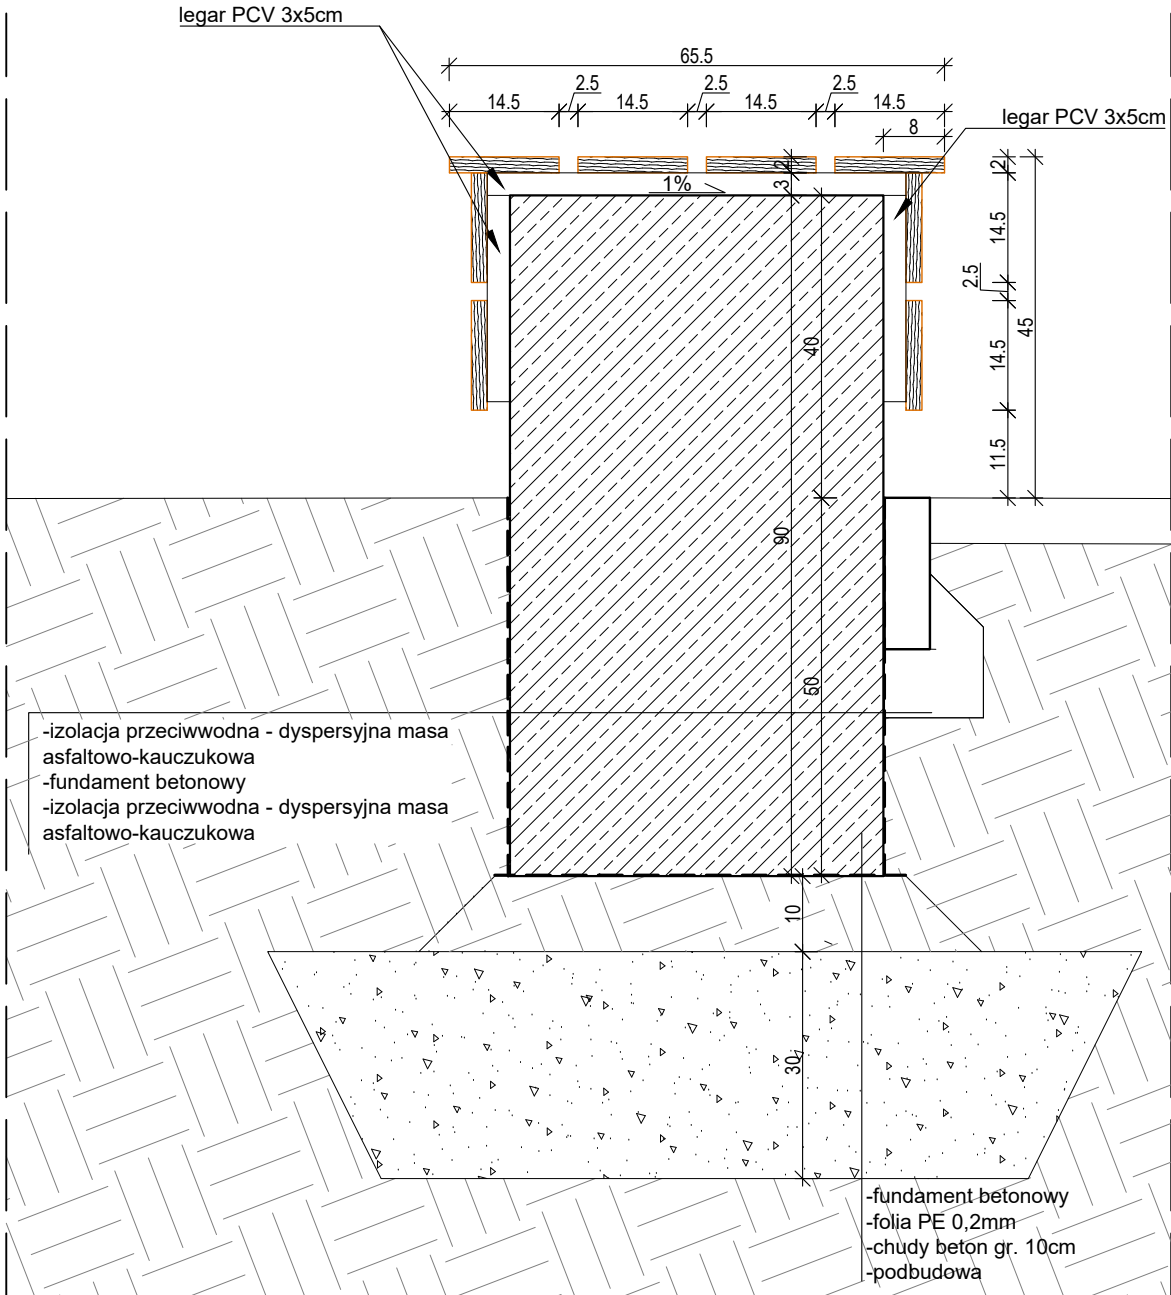 legar PCV 3x5cm
65.5
2.5 2.5 2.5
14.5 14.5 14.5 14.5
8
legar PCV 3x5cm
2
3
1%
2
14.5
2.5
14.5
45
11.5
40
90
50
-izolacja przeciwwodna - dyspersyjna masa
asfaltowo-kauczukowa
-fundament betonowy
-izolacja przeciwwodna - dyspersyjna masa
asfaltowo-kauczukowa
10
30
-fundament betonowy
-folia PE 0,2mm
-chudy beton gr. 10cm
-podbudowa